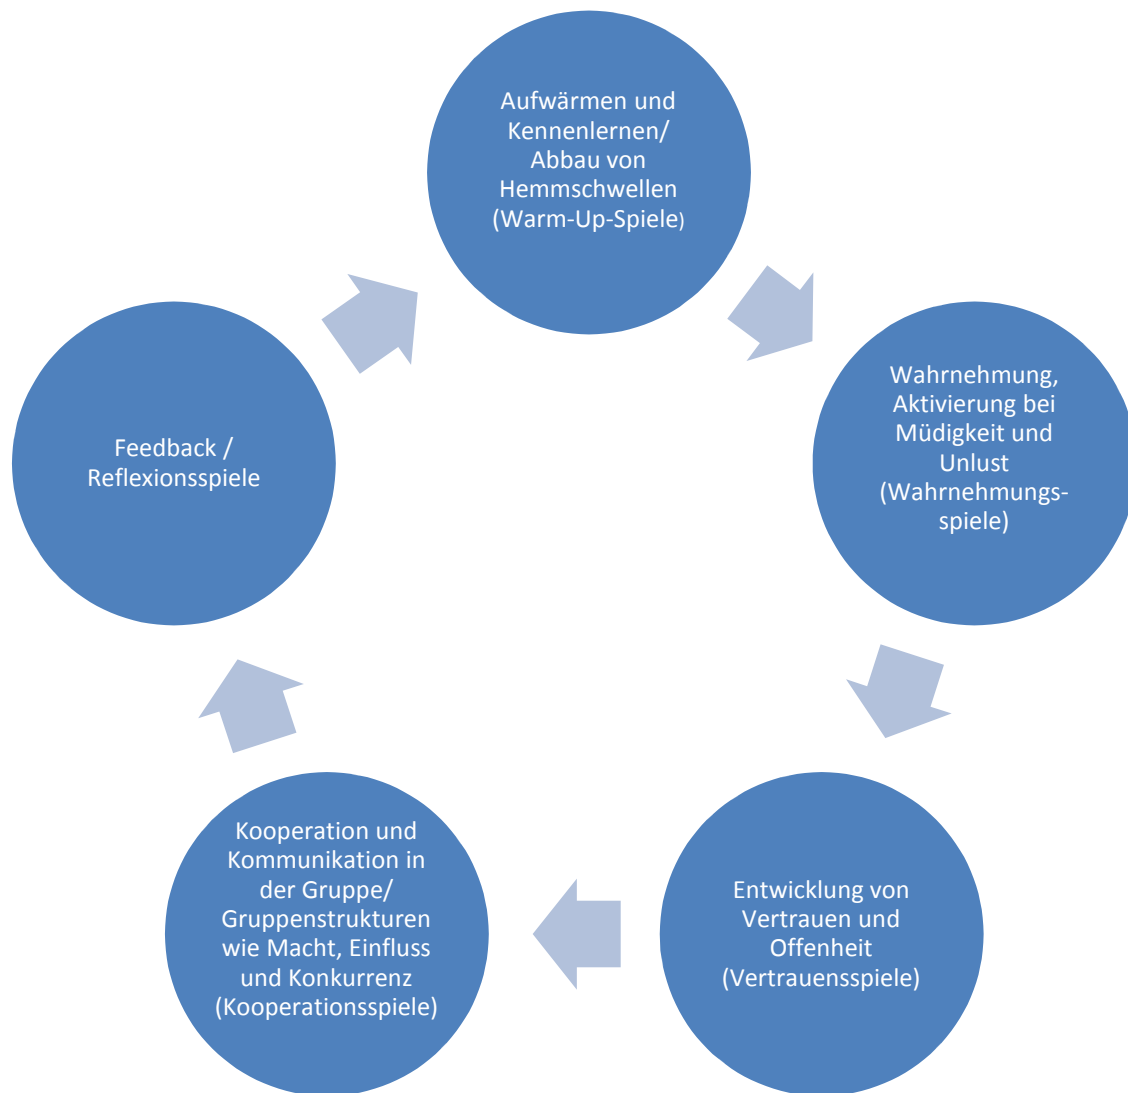 Aufwärmen und
Kennenlernen/
Abbau von
Hemmschwellen
(Warm-Up-Spiele)
Wahrnehmung,
Aktivierung bei
Müdigkeit und
Unlust
(Wahrnehmungs-
spiele)
Entwicklung von
Vertrauen und
Offenheit
(Vertrauensspiele)
Kooperation und
Kommunikation in
der Gruppe/
Gruppenstrukturen
wie Macht, Einfluss
und Konkurrenz
(Kooperationsspiele)
Feedback /
Reflexionsspiele